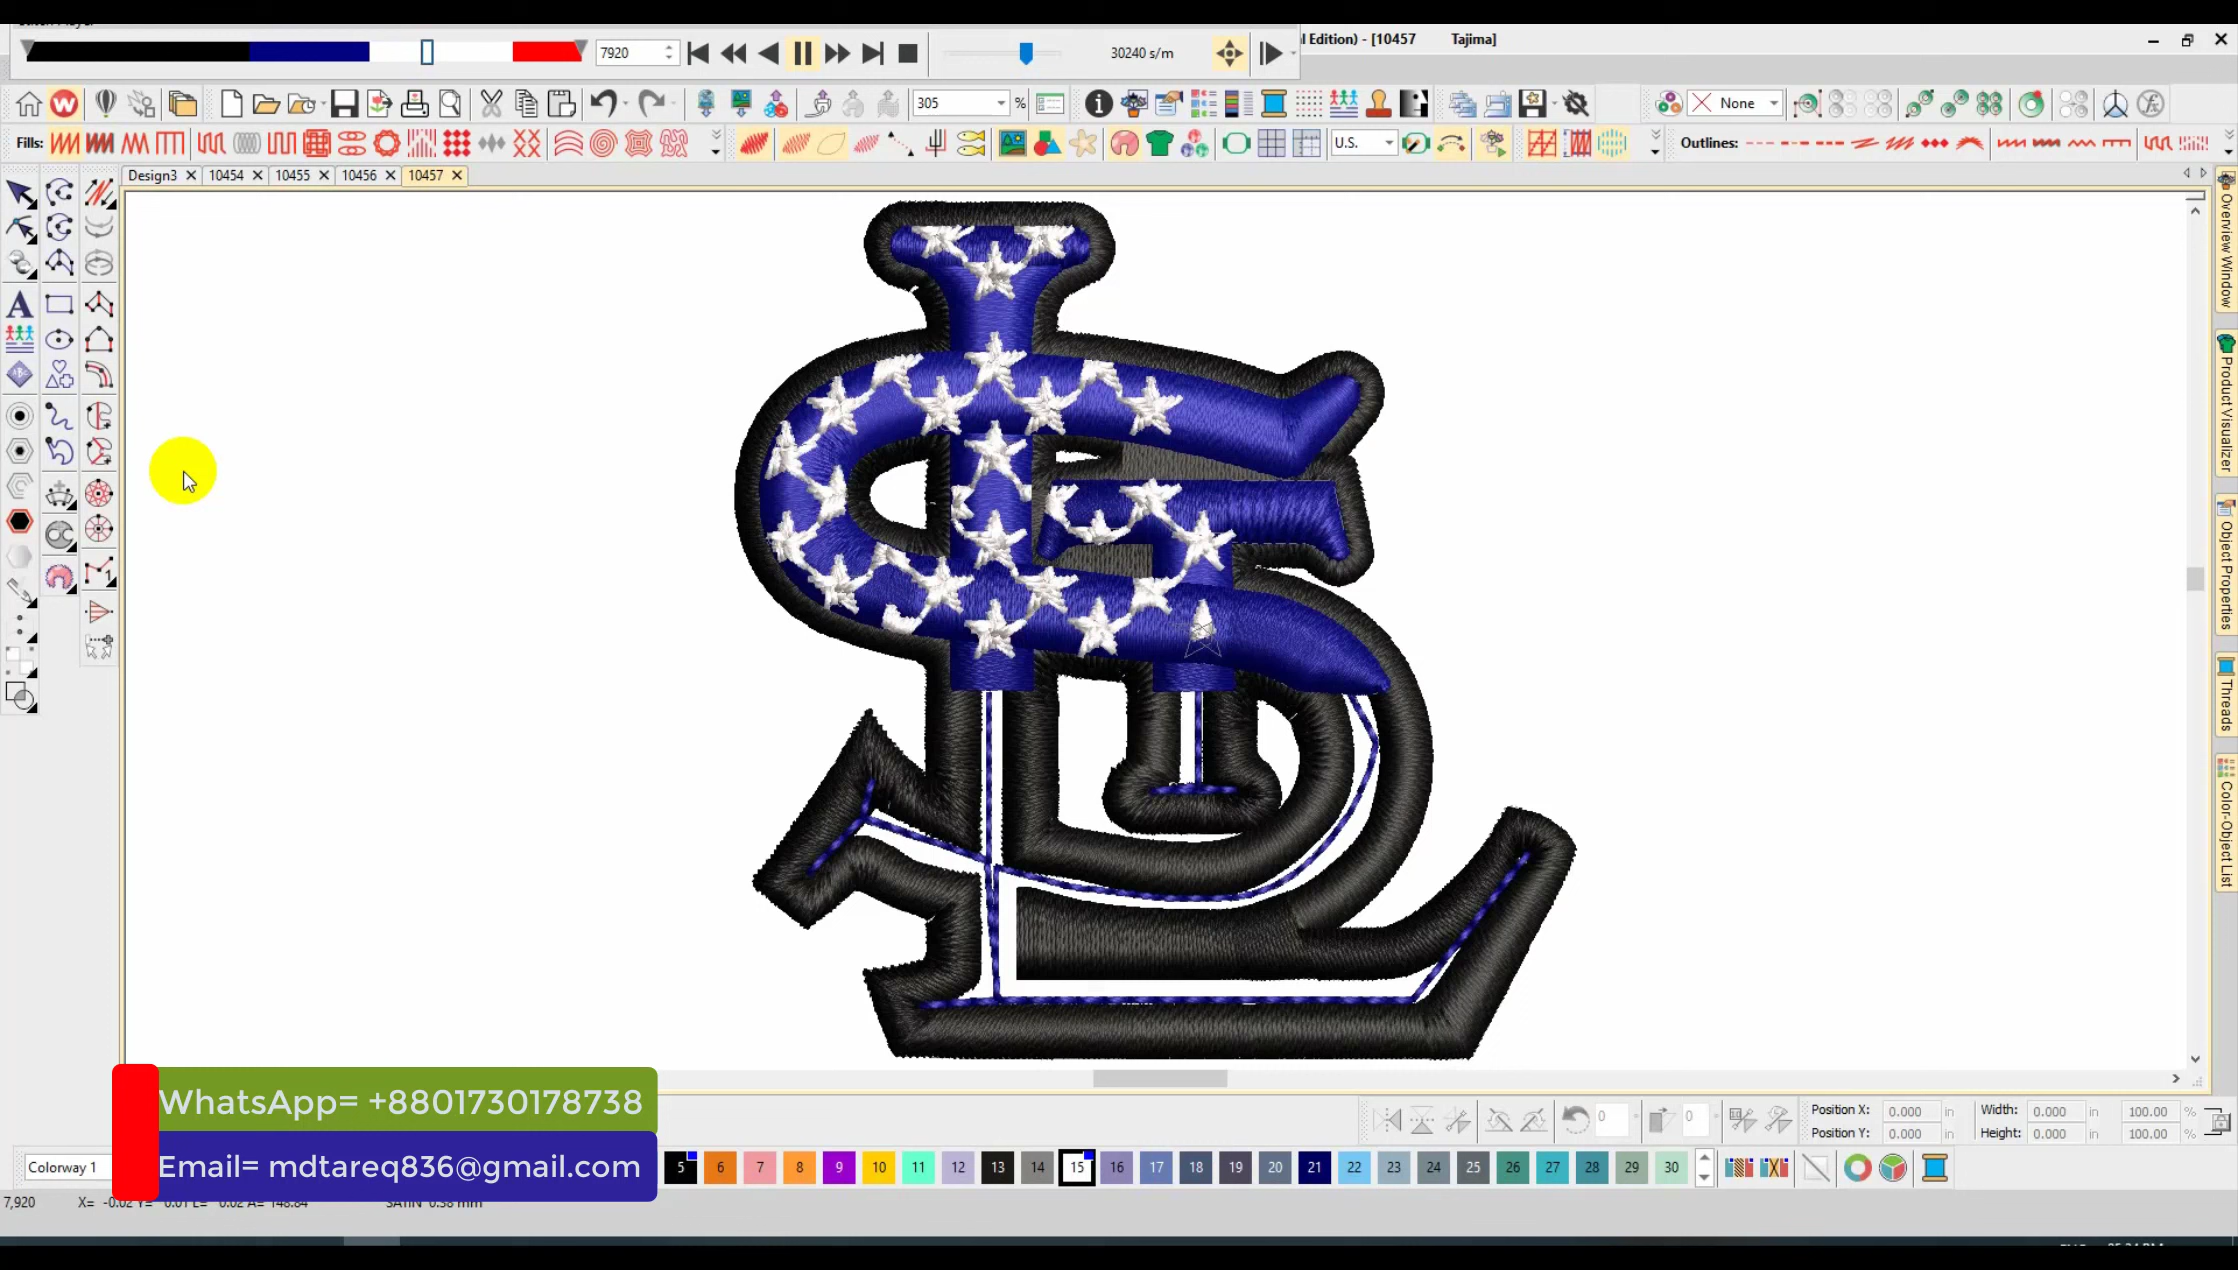 7920
30240 s/m
l Edition) - [10457 Tajima]
305 %
None
Fills:
U.S.
Outlines:
Design3
10454
10455
10456
10457
Overview Window
Product Visualizer
Object Properties
Threads
Color-Object List
WhatsApp= +8801730178738
Email= mdtareq836@gmail.com
0
0
Position X: 0.000 in
Width: 0.000 in 100.00 %
Position Y: 0.000 in
Height: 0.000 in 100.00 %
Colorway 1
5 6 7 8 9 10 11 12 13 14 15 16 17 18 19 20 21 22 23 24 25 26 27 28 29 30
7,920